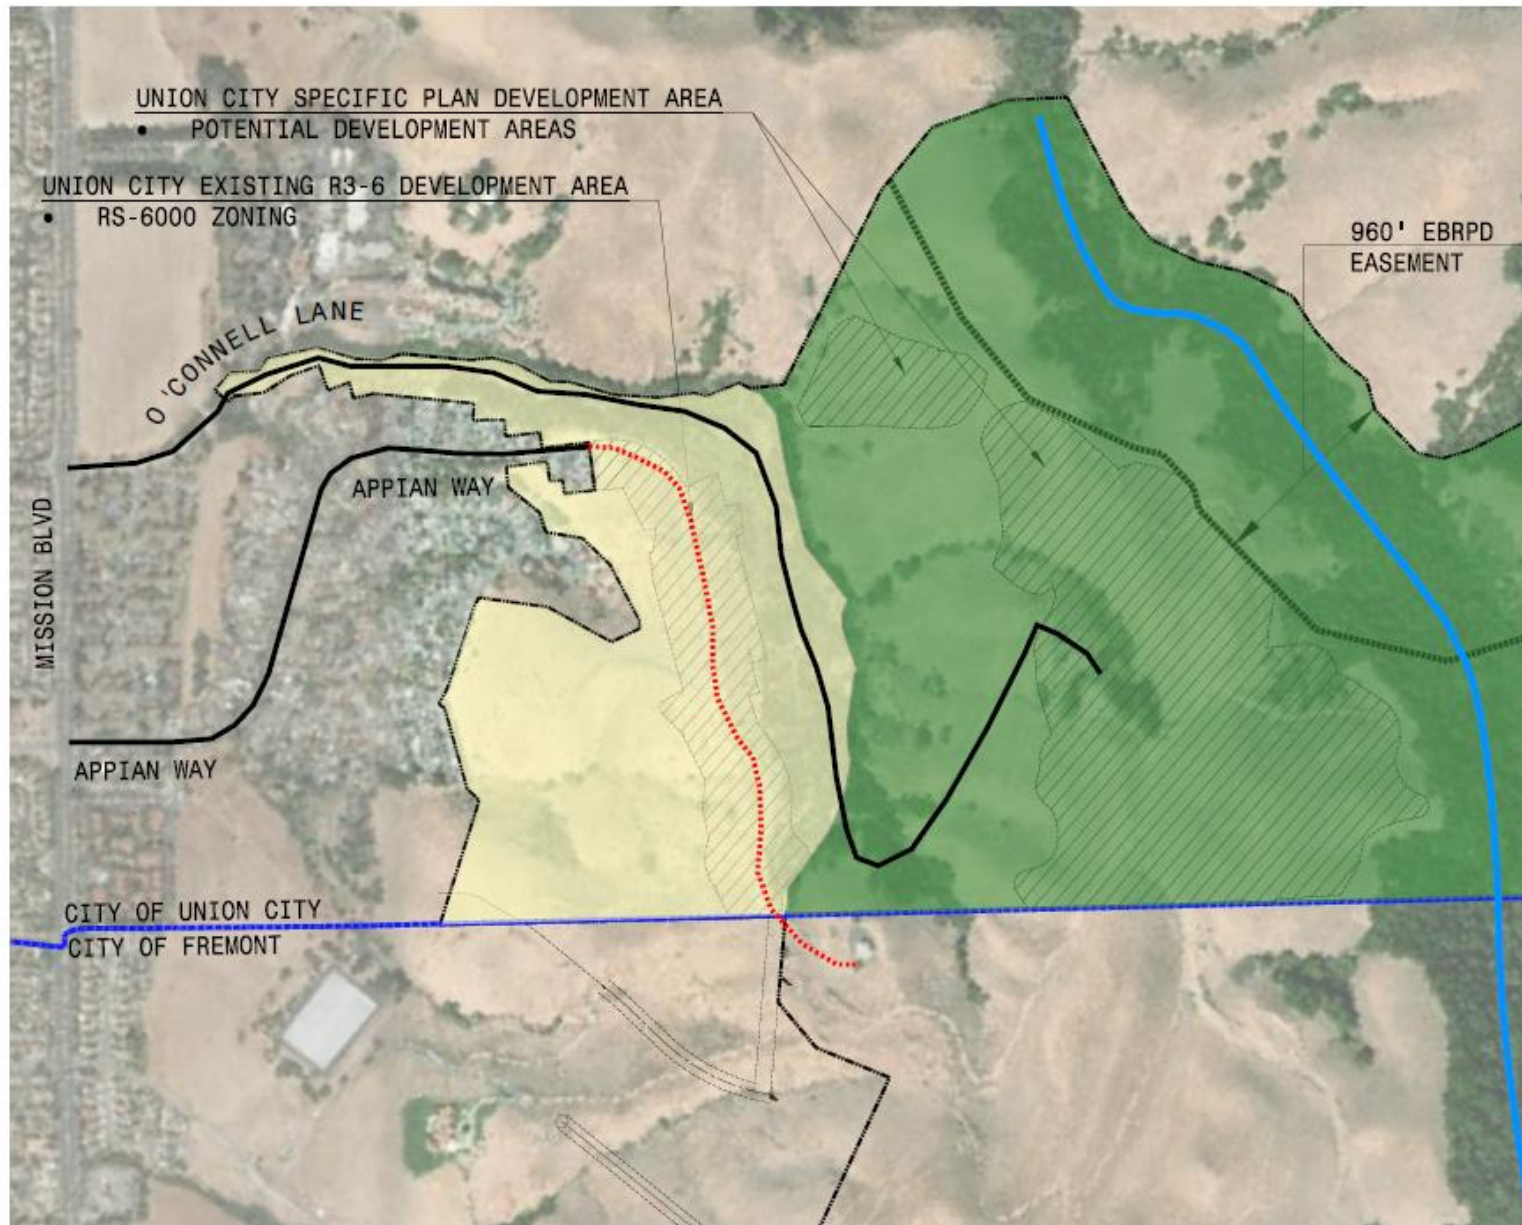 UNION CITY SPECIFIC PLAN DEVELOPMENT AREA
• POTENTIAL DEVELOPMENT AREAS
UNION CITY EXISTING R3-6 DEVELOPMENT AREA
• RS-6000 ZONING
960' EBRPD
EASEMENT
O'CONNELL LANE
APPIAN WAY
MISSION BLVD
APPIAN WAY
CITY OF UNION CITY
CITY OF FREMONT